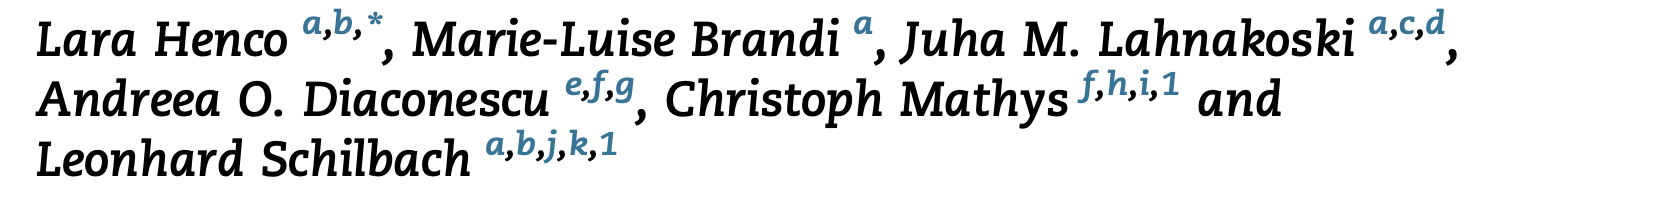 Lara Henco a,b,*, Marie-Luise Brandi a, Juha M. Lahnakoski a,c,d,
Andreea O. Diaconescu e,f,g, Christoph Mathys f,h,i,1 and
Leonhard Schilbach a,b,j,k,1